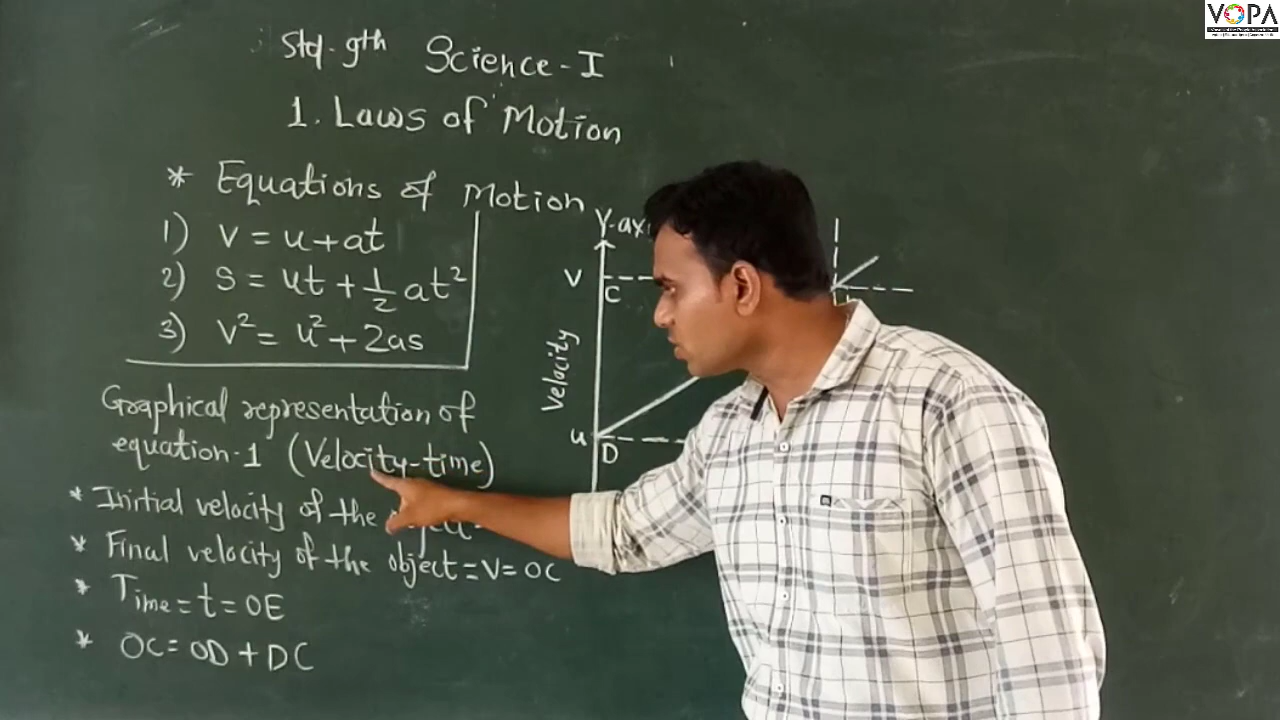 VOPA
Std. 9th Science - I
1. Laws of Motion
* Equations of Motion
1) V = u + at
2) S = ut + 1/2 at²
3) V² = u² + 2as
Y-ax
V
C
Velocity
u
D
Graphical representation of
equation-1 (Velocity-time)
* Initial velocity of the
* Final velocity of the object = V = OC
* Time = t = OE
* OC = OD + DC